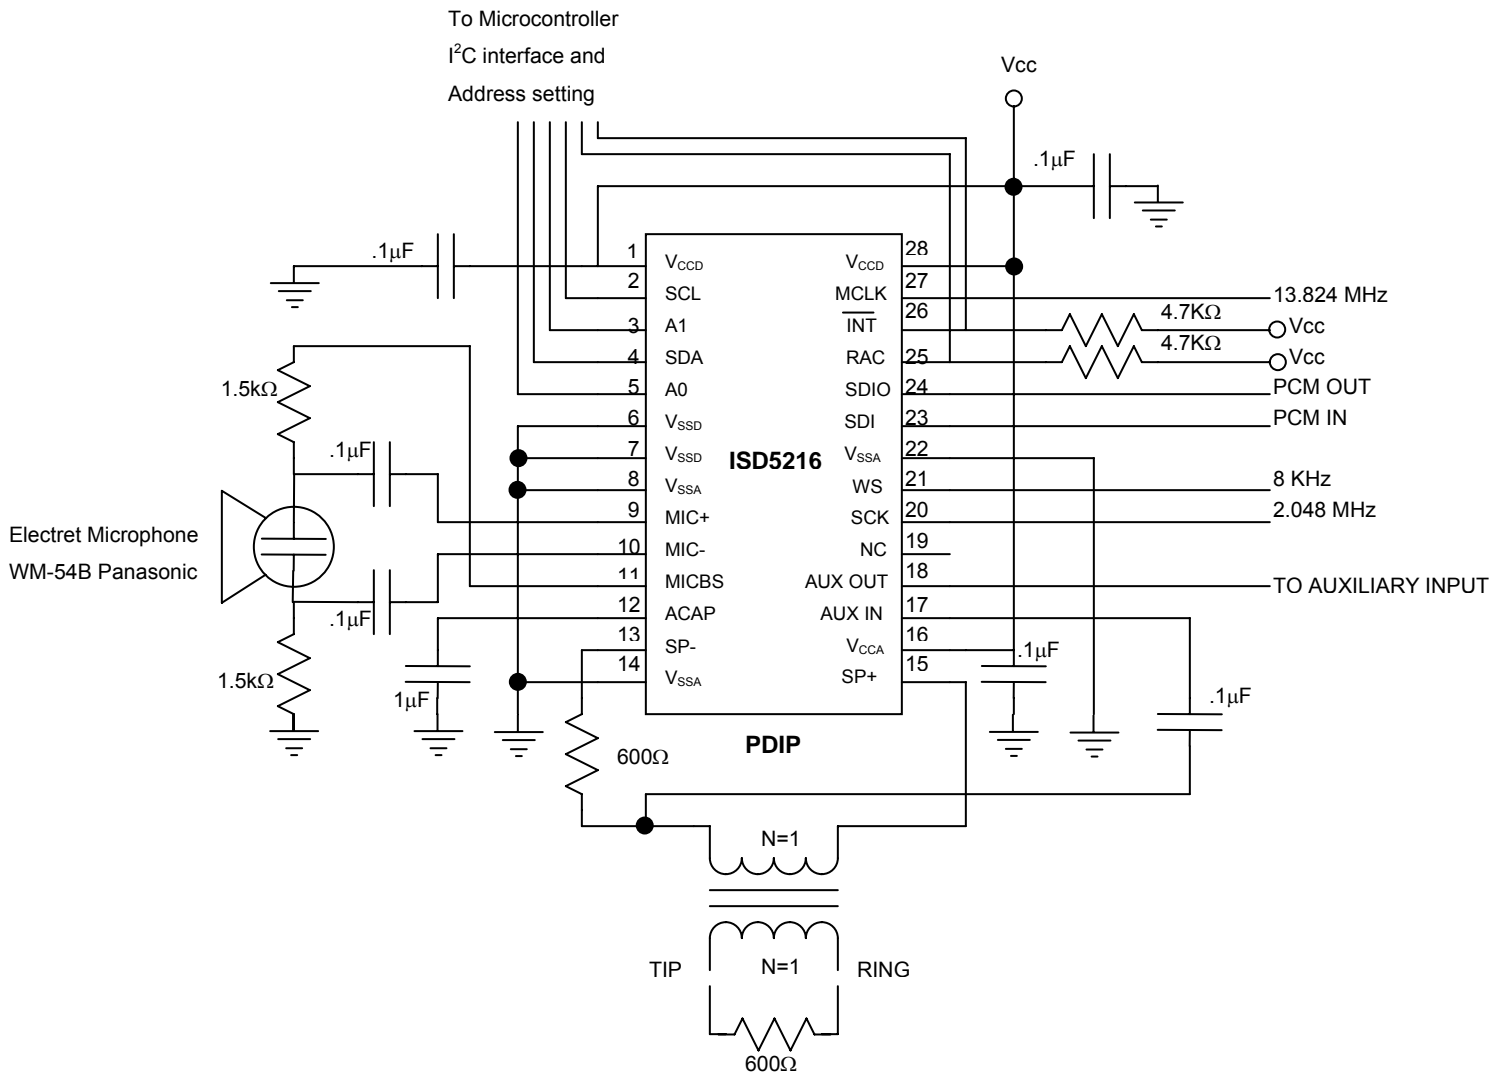 To Microcontroller
I²C interface and
Address setting
Vcc
.1μF
.1μF
1
VCCD
2
SCL
3
A1
4
SDA
5
A0
6
VSSD
7
VSSD
8
VSSA
9
MIC+
10
MIC-
11
MICBS
12
ACAP
13
SP-
14
VSSA
ISD5216
PDIP
28
VCCD
27
MCLK
13.824 MHz
26
INT
4.7KΩ
Vcc
25
RAC
4.7KΩ
Vcc
24
SDIO
PCM OUT
23
SDI
PCM IN
22
VSSA
21
WS
8 KHz
20
SCK
2.048 MHz
19
NC
18
AUX OUT
TO AUXILIARY INPUT
17
AUX IN
16
VCCA
15
SP+
.1μF
.1μF
1.5kΩ
.1μF
Electret Microphone
WM-54B Panasonic
.1μF
1.5kΩ
1μF
600Ω
N=1
TIP
N=1
RING
600Ω